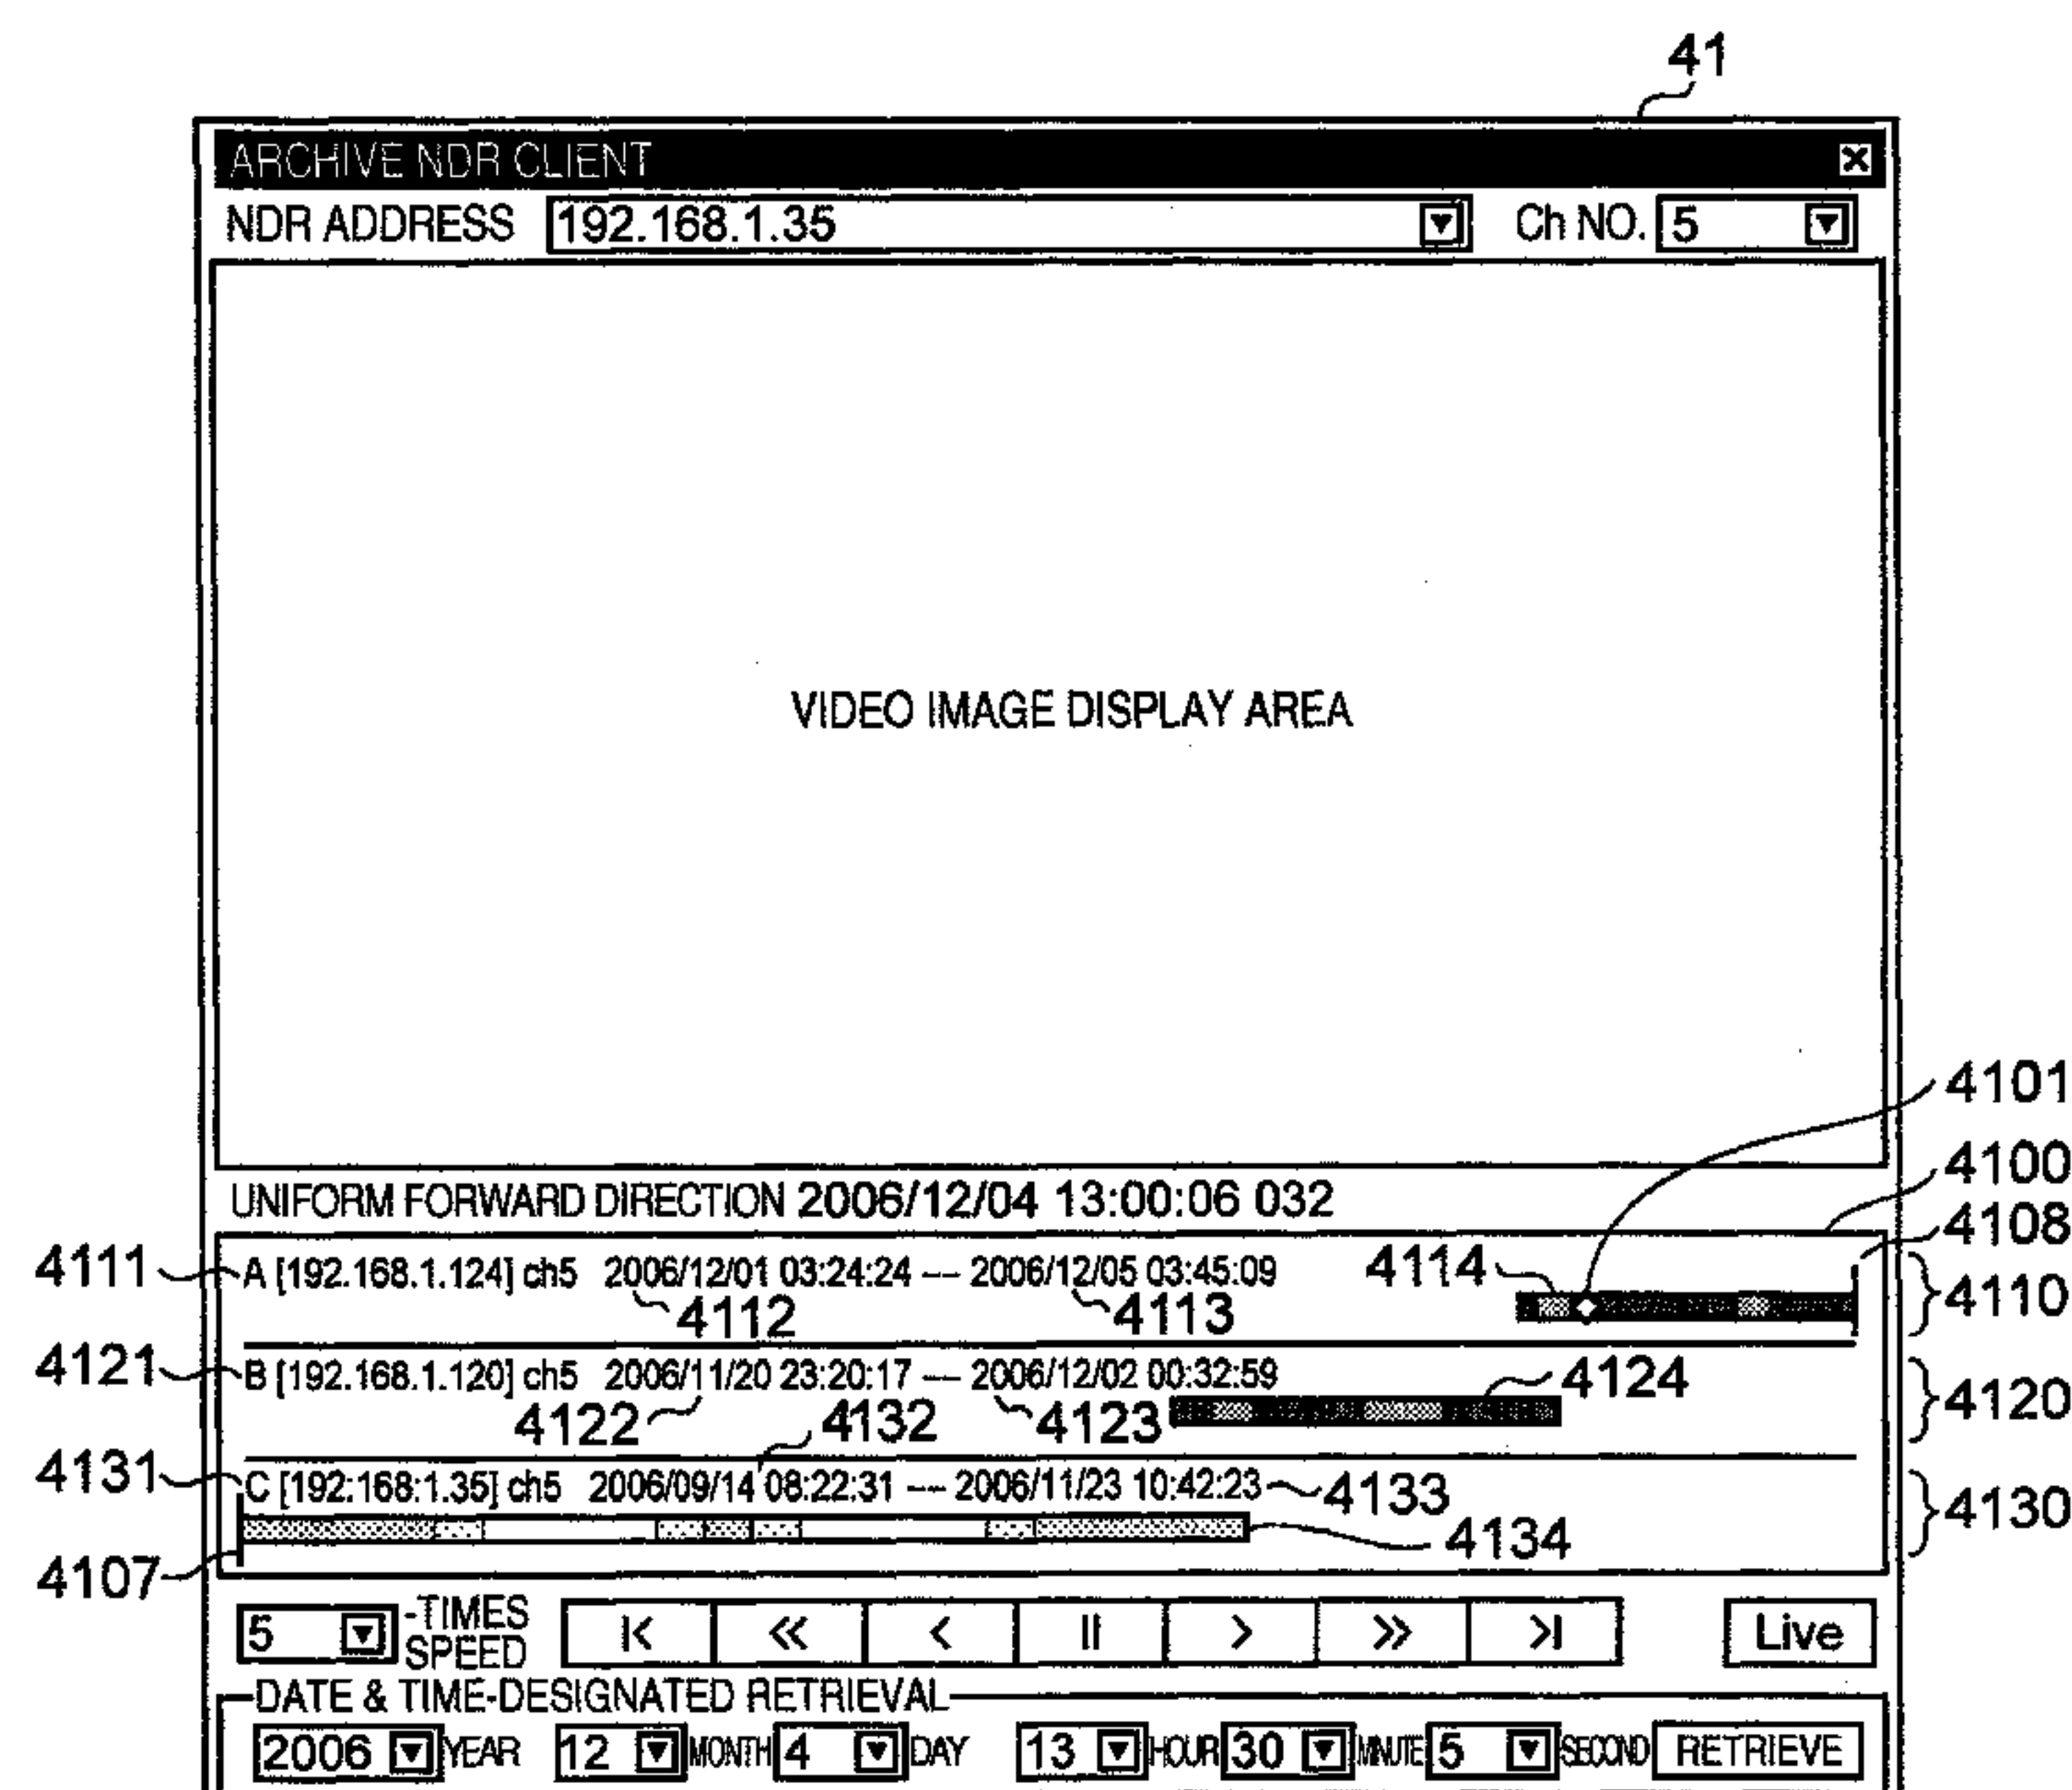 41
ARCHIVE NDR CLIENT
NDR ADDRESS 192.168.1.35 Ch NO. 5
VIDEO IMAGE DISPLAY AREA
4101
4100
UNIFORM FORWARD DIRECTION 2006/12/04 13:00:06 032
4108
4111 A [192.168.1.124] ch5 2006/12/01 03:24:24 -- 2006/12/05 03:45:09 4114
4112 4113 4110
4121 B [192.168.1.120] ch5 2006/11/20 23:20:17 -- 2006/12/02 00:32:59 4124
4122 4132 4123 4120
4131 C [192:168:1.35] ch5 2006/09/14 08:22:31 -- 2006/11/23 10:42:23 4133
4130
4134
4107
5 -TIMES SPEED |< << < || > >> >| Live
DATE & TIME-DESIGNATED RETRIEVAL
2006 YEAR 12 MONTH 4 DAY 13 HOUR 30 MINUTE 5 SECOND RETRIEVE